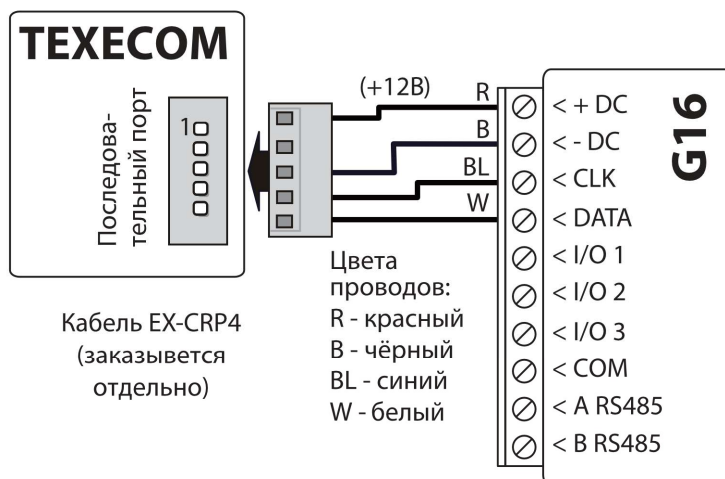 TEXECOM
Последова-
тельный порт
1
Кабель EX-CRP4
(заказывется
отдельно)
(+12В)
R
B
BL
W
Цвета
проводов:
R - красный
B - чёрный
BL - синий
W - белый
G16
< + DC
< - DC
< CLK
< DATA
< I/O 1
< I/O 2
< I/O 3
< COM
< A RS485
< B RS485